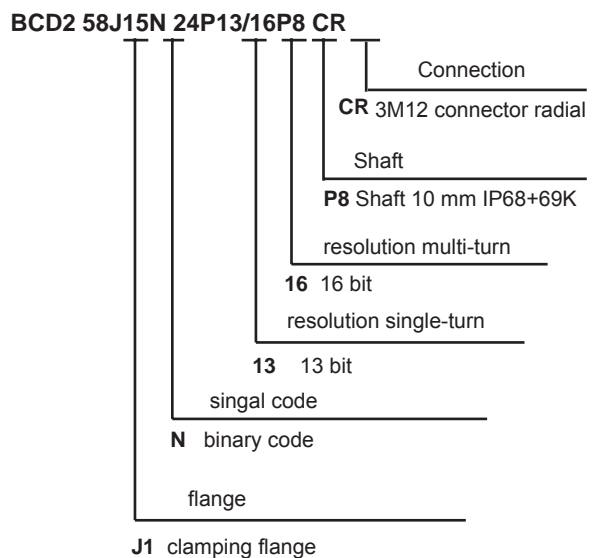 BCD2 58J15N 24P13/16P8 CR
Connection
CR 3M12 connector radial
Shaft
P8 Shaft 10 mm IP68+69K
resolution multi-turn
16 16 bit
resolution single-turn
13 13 bit
singal code
N binary code
flange
J1 clamping flange